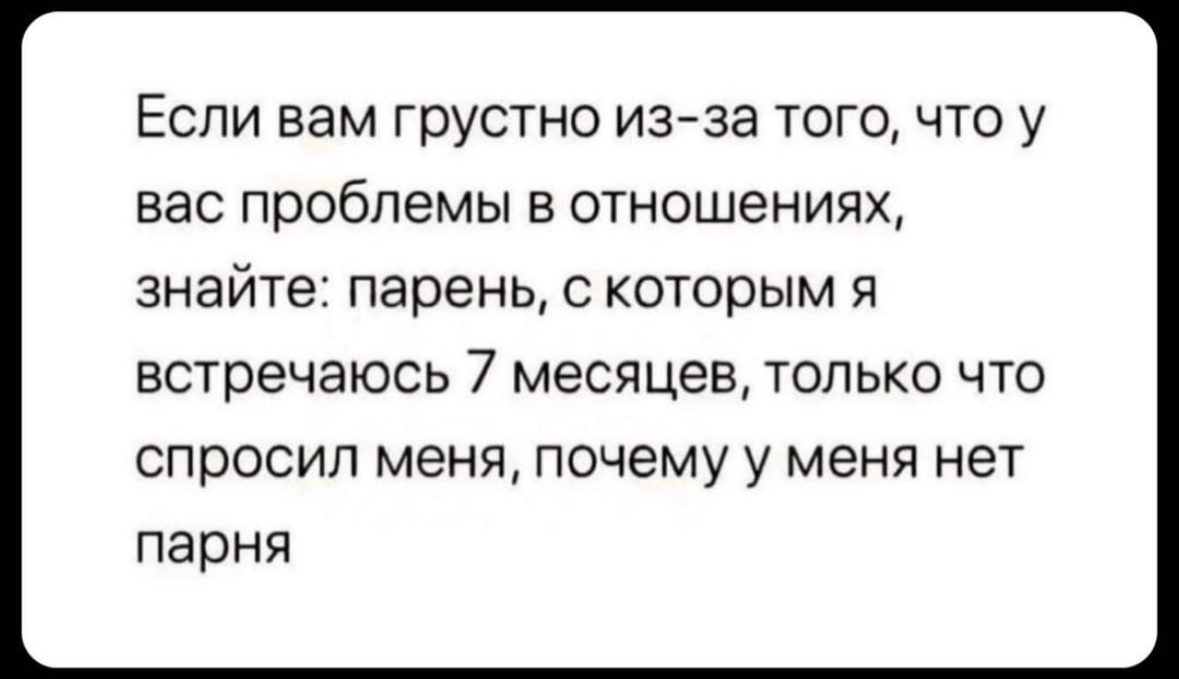 Если вам грустно из-за того, что у
вас проблемы в отношениях,
знайте: парень, с которым я
встречаюсь 7 месяцев, только что
спросил меня, почему у меня нет
парня